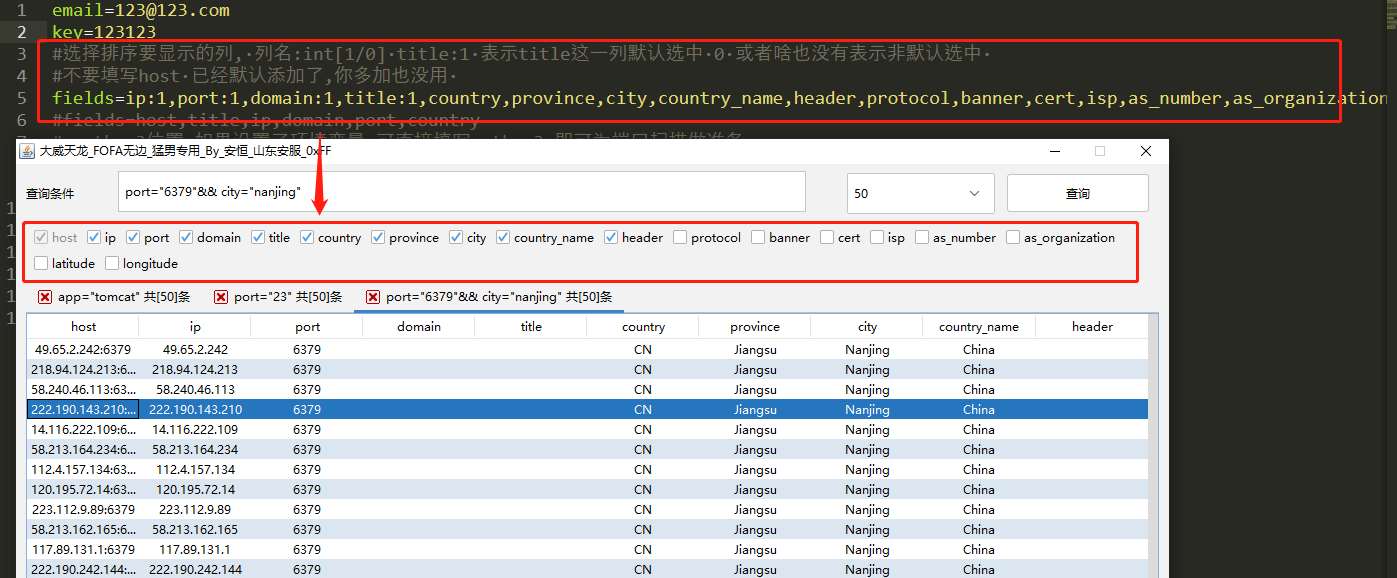 1 email=123@123.com
2 key=123123
3 #选择排序要显示的列, 列名:int[1/0] title:1 表示title这一列默认选中 0 或者啥也没有表示非默认选中
4 #不要填写host 已经默认添加了,你多加也没用
5 fields=ip:1,port:1,domain:1,title:1,country,province,city,country_name,header,protocol,banner,cert,isp,as_number,as_organization
6 #fields=host,title,ip,domain,port,country
大威天龙_FOFA无边_猛男专用_By_安恒_山东安服_0xFF
查询条件 port="6379"&& city="nanjing" 50 查询
host ip port domain title country province city country_name header protocol banner cert isp as_number as_organization
latitude longitude
app="tomcat" 共[50]条 port="23" 共[50]条 port="6379"&& city="nanjing" 共[50]条
host ip port domain title country province city country_name header
49.65.2.242:6379 49.65.2.242 6379 CN Jiangsu Nanjing China
218.94.124.213:6... 218.94.124.213 6379 CN Jiangsu Nanjing China
58.240.46.113:63... 58.240.46.113 6379 CN Jiangsu Nanjing China
222.190.143.210:... 222.190.143.210 6379 CN Jiangsu Nanjing China
14.116.222.109:6... 14.116.222.109 6379 CN Jiangsu Nanjing China
58.213.164.234:6... 58.213.164.234 6379 CN Jiangsu Nanjing China
112.4.157.134:63... 112.4.157.134 6379 CN Jiangsu Nanjing China
120.195.72.14:63... 120.195.72.14 6379 CN Jiangsu Nanjing China
223.112.9.89:6379 223.112.9.89 6379 CN Jiangsu Nanjing China
58.213.162.165:6... 58.213.162.165 6379 CN Jiangsu Nanjing China
117.89.131.1:6379 117.89.131.1 6379 CN Jiangsu Nanjing China
222.190.242.144:... 222.190.242.144 6379 CN Jiangsu Nanjing China